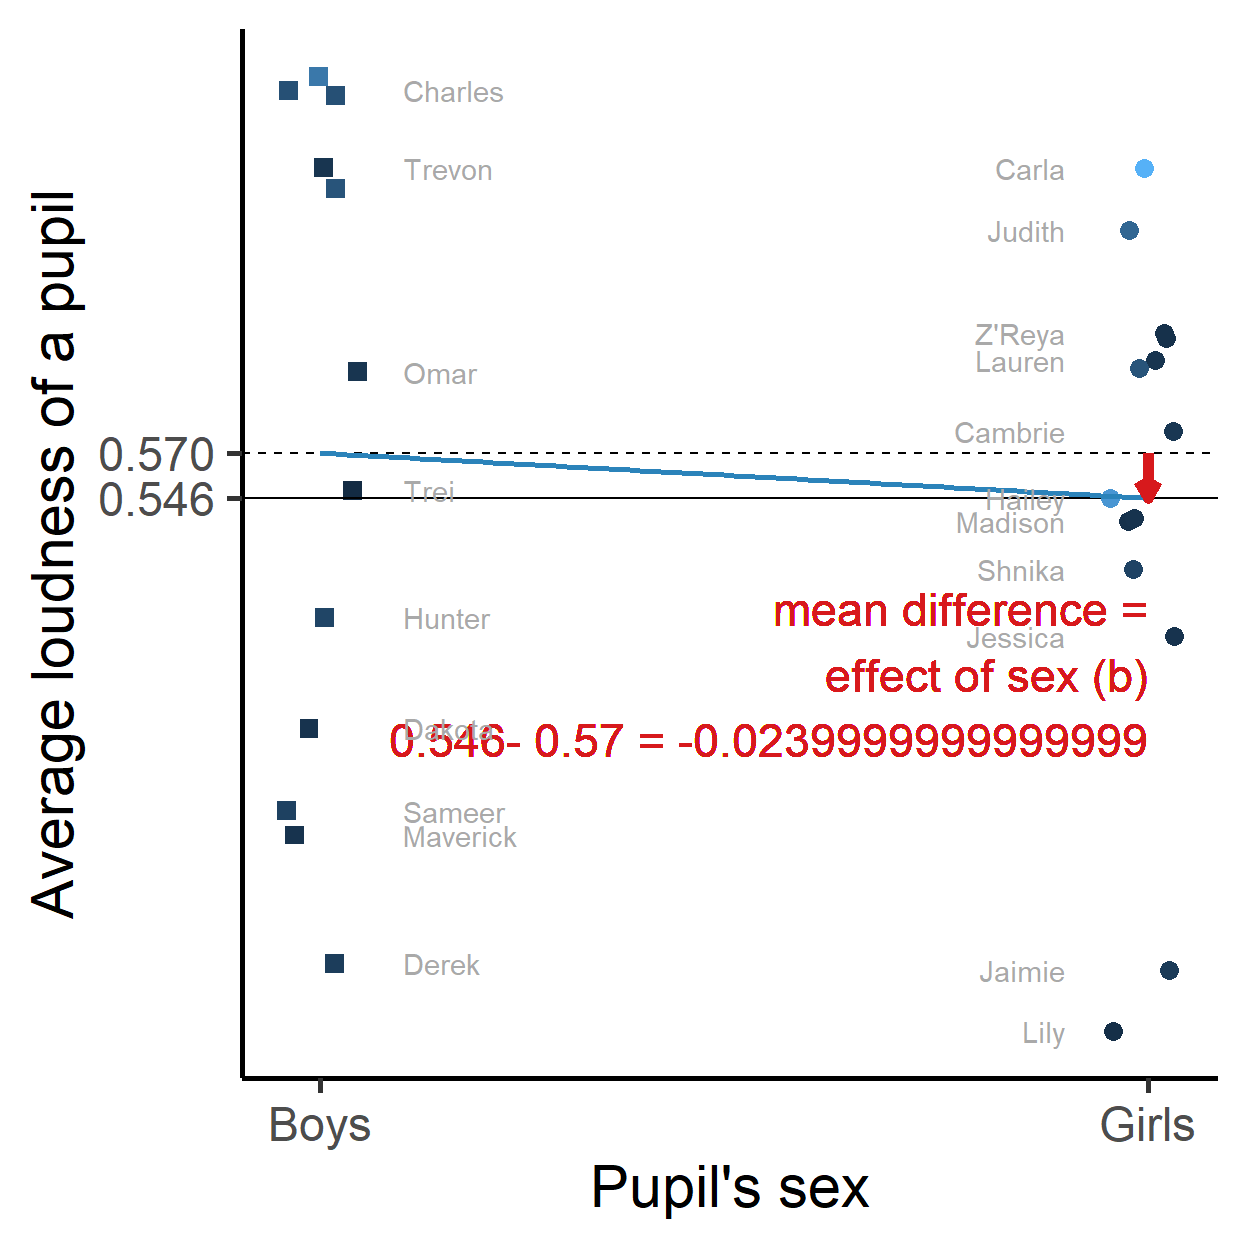 Average loudness of a pupil
Charles
Trevon
Carla
Judith
Z'Reya
Lauren
Omar
Cambrie
0.570
Trei
0.546
Hailey
Madison
Shnika
mean difference =
Hunter
Jessica
effect of sex (b)
Dakota
0.546- 0.57 = -0.0239999999999999
Sameer
Maverick
Derek
Jaimie
Lily
Boys
Girls
Pupil's sex